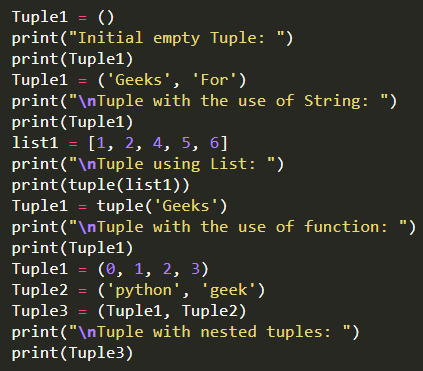 Tuple1 = ()
print("Initial empty Tuple: ")
print(Tuple1)
Tuple1 = ('Geeks', 'For')
print("\nTuple with the use of String: ")
print(Tuple1)
list1 = [1, 2, 4, 5, 6]
print("\nTuple using List: ")
print(tuple(list1))
Tuple1 = tuple('Geeks')
print("\nTuple with the use of function: ")
print(Tuple1)
Tuple1 = (0, 1, 2, 3)
Tuple2 = ('python', 'geek')
Tuple3 = (Tuple1, Tuple2)
print("\nTuple with nested tuples: ")
print(Tuple3)